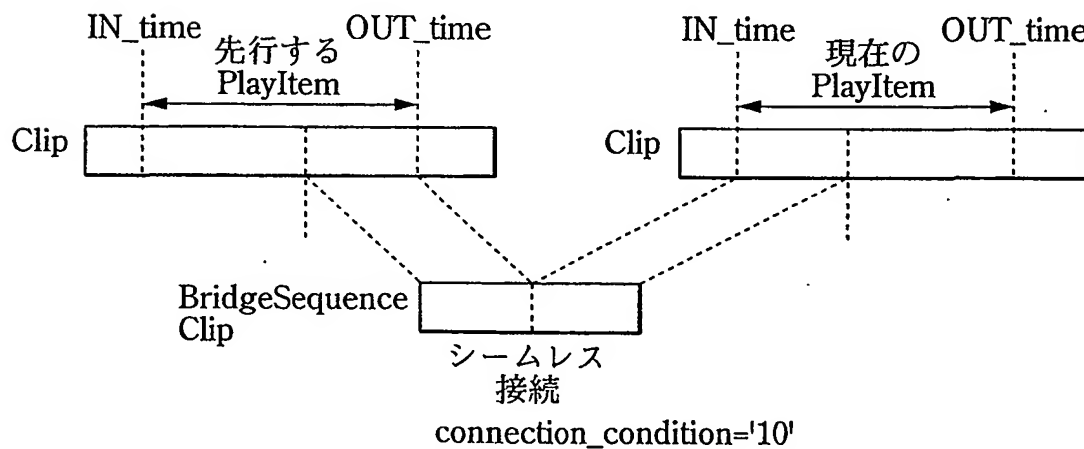 IN_time
OUT_time
先行する
PlayItem
Clip
IN_time
OUT_time
現在の
PlayItem
Clip
BridgeSequence
Clip
シームレス
接続
connection_condition='10'